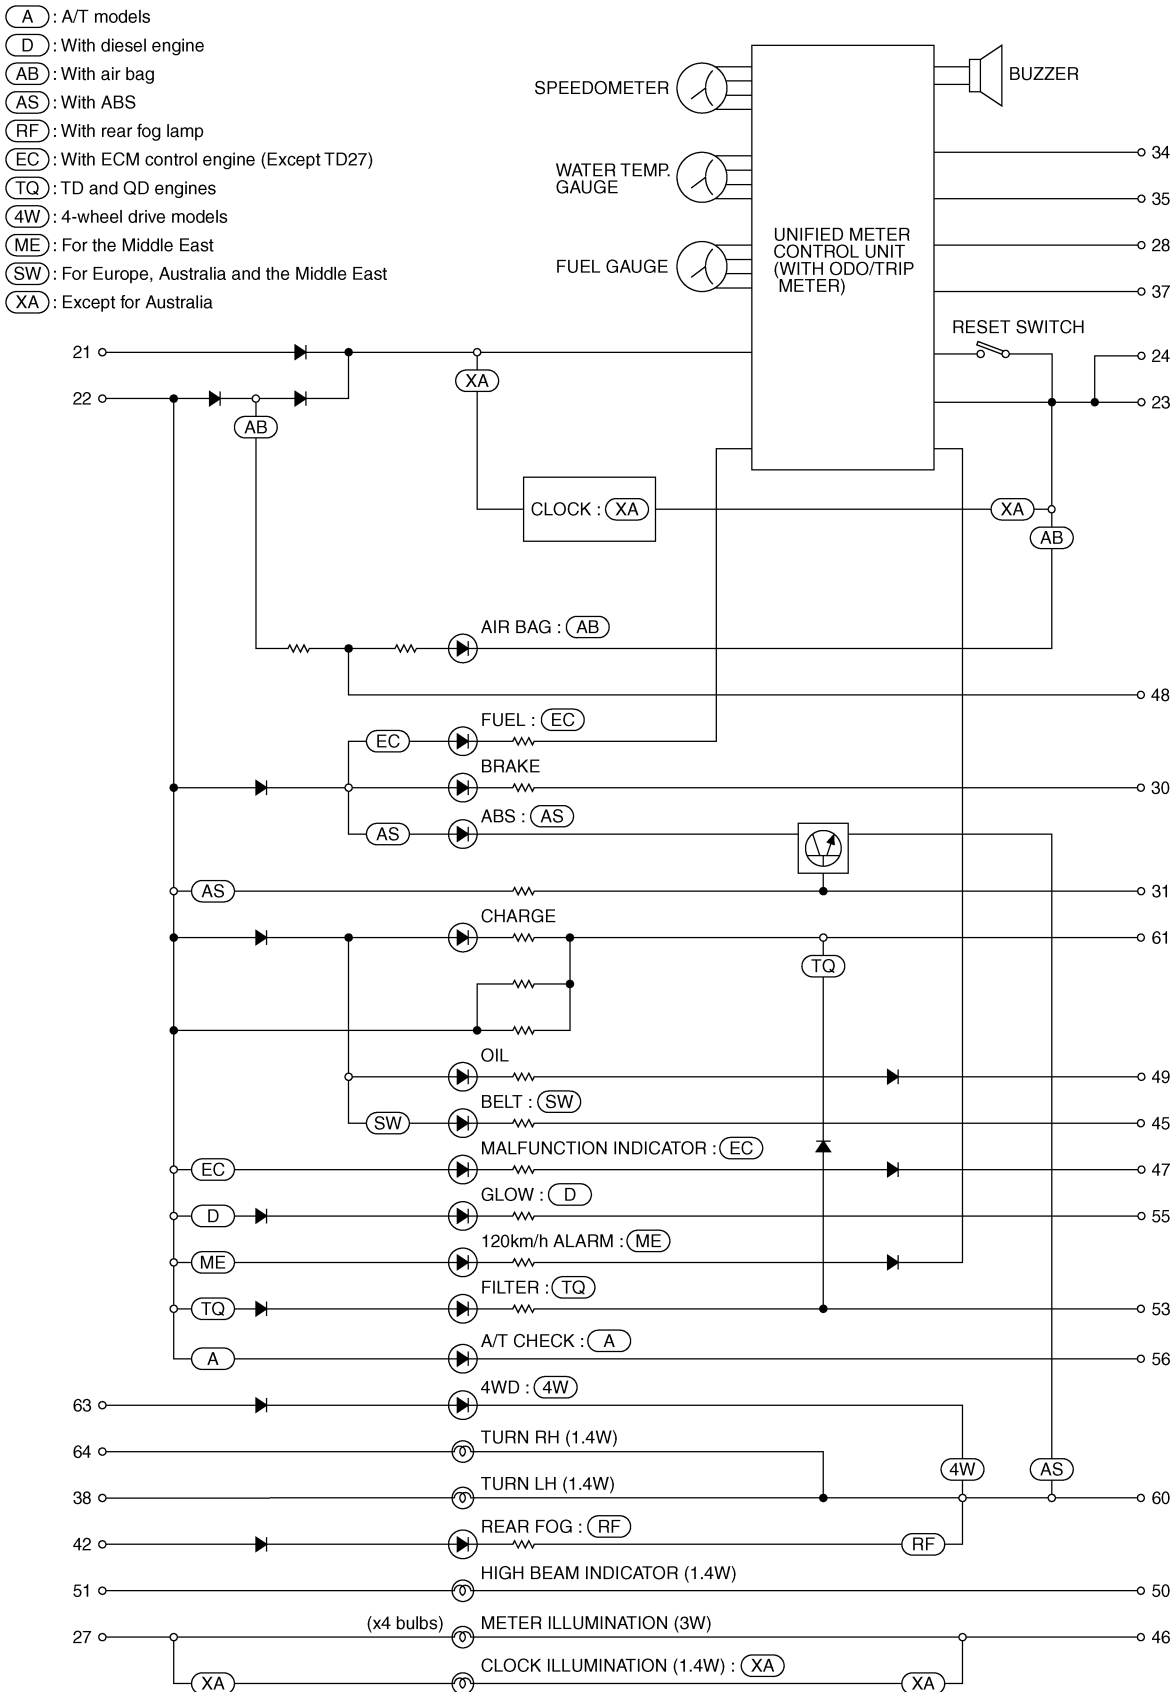 A : A/T models
D : With diesel engine
AB : With air bag
AS : With ABS
RF : With rear fog lamp
EC : With ECM control engine (Except TD27)
TQ : TD and QD engines
4W : 4-wheel drive models
ME : For the Middle East
SW : For Europe, Australia and the Middle East
XA : Except for Australia
SPEEDOMETER
BUZZER
WATER TEMP.
GAUGE
FUEL GAUGE
UNIFIED METER
CONTROL UNIT
(WITH ODO/TRIP
METER)
34
35
28
37
RESET SWITCH
24
23
21
22
XA
AB
CLOCK : XA
XA
AB
AIR BAG : AB
48
FUEL : EC
EC
BRAKE
30
ABS : AS
AS
AS
31
CHARGE
61
TQ
OIL
49
BELT : SW
SW
45
MALFUNCTION INDICATOR : EC
EC
47
GLOW : D
D
55
120km/h ALARM : ME
ME
FILTER : TQ
TQ
53
A/T CHECK : A
A
56
4WD : 4W
63
TURN RH (1.4W)
64
4W
AS
TURN LH (1.4W)
38
60
REAR FOG : RF
42
RF
HIGH BEAM INDICATOR (1.4W)
51
50
(x4 bulbs)
METER ILLUMINATION (3W)
27
46
CLOCK ILLUMINATION (1.4W) : XA
XA
XA